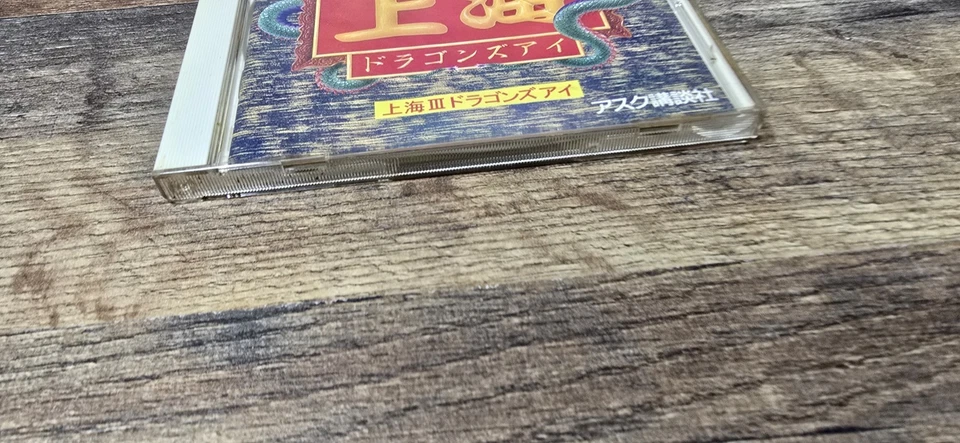 上海
ドラゴンズアイ
上海IIIドラゴンズアイ
アスク講談社